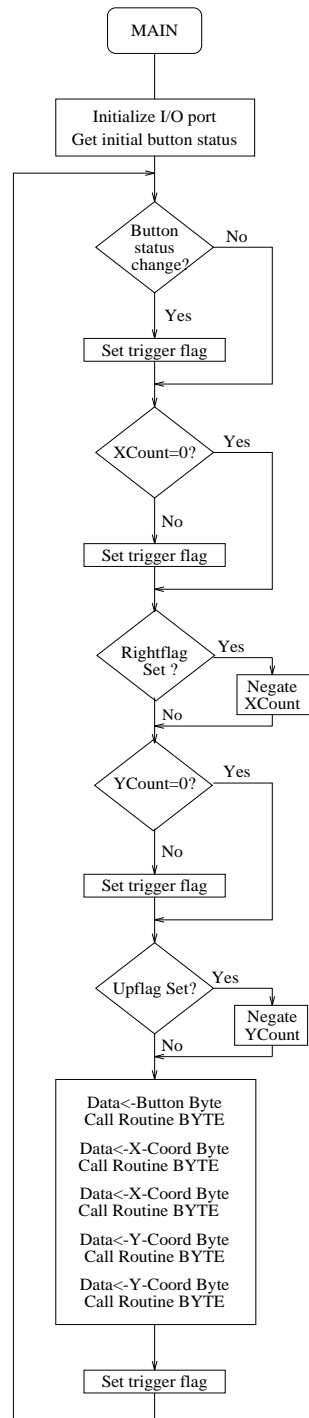 MAIN
Initialize I/O port
Get initial button status
Button
status
change?
No
Yes
Set trigger flag
XCount=0?
Yes
No
Set trigger flag
Rightflag
Set ?
Yes
Negate
XCount
No
YCount=0?
Yes
No
Set trigger flag
Upflag Set?
Yes
Negate
YCount
No
Data<-Button Byte
Call Routine BYTE
Data<-X-Coord Byte
Call Routine BYTE
Data<-X-Coord Byte
Call Routine BYTE
Data<-Y-Coord Byte
Call Routine BYTE
Data<-Y-Coord Byte
Call Routine BYTE
Set trigger flag